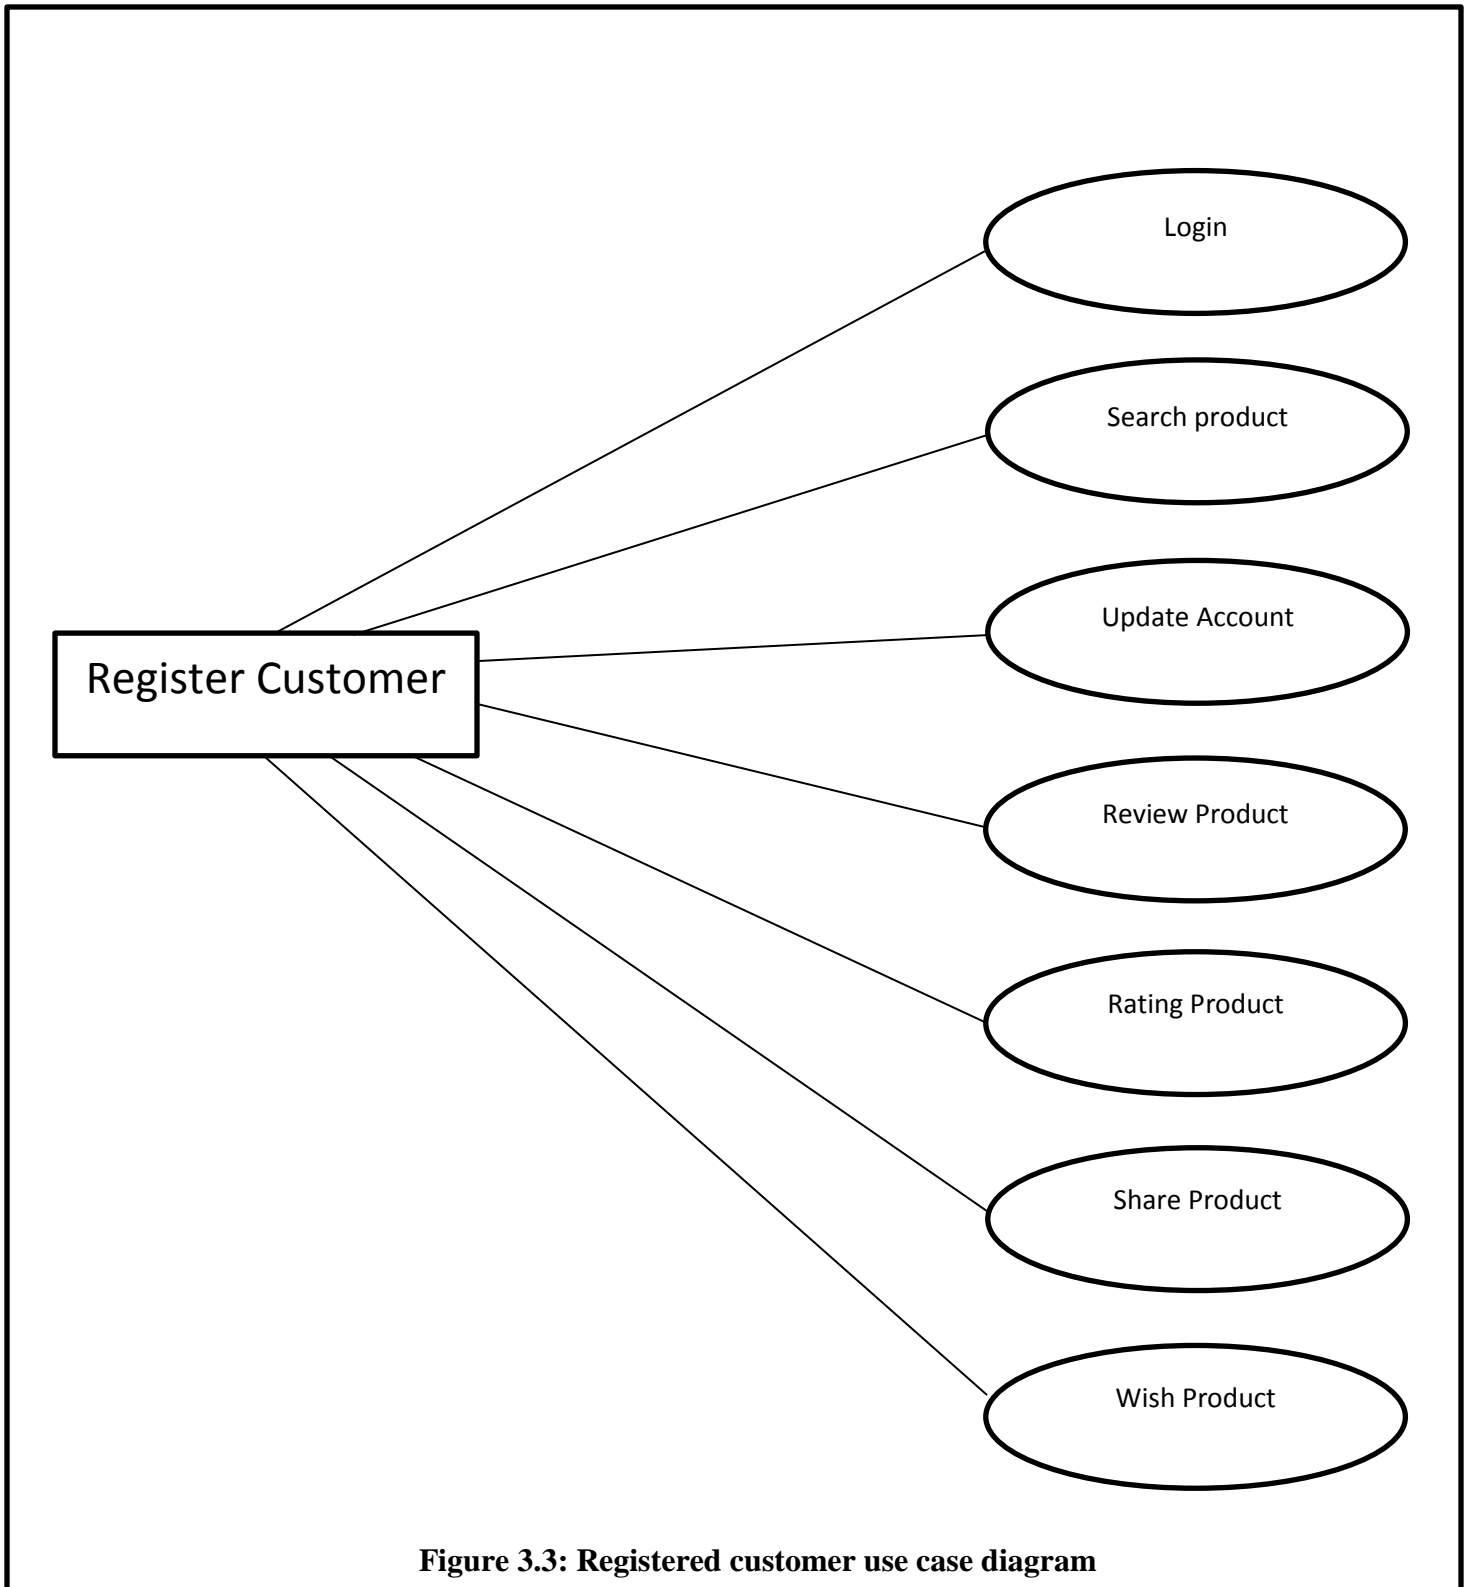 Login
Search product
Update Account
Register Customer
Review Product
Rating Product
Share Product
Wish Product
Figure 3.3: Registered customer use case diagram